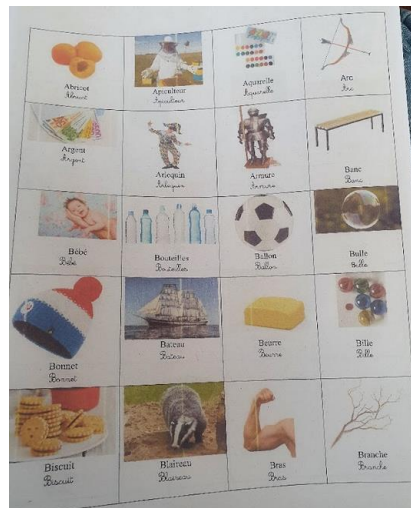 Abricot
Abricot
Apiculteur
Apiculteur
Aquarelle
Aquarelle
Arc
Arc
Argent
Argent
Arlequin
Arlequin
Armure
Armure
Banc
Banc
Bébé
Bébé
Bouteilles
Bouteilles
Ballon
Ballon
Bulle
Bulle
Bonnet
Bonnet
Bateau
Bateau
Beurre
Beurre
Bille
Bille
Biscuit
Biscuit
Blaireau
Blaireau
Bras
Bras
Branche
Branche